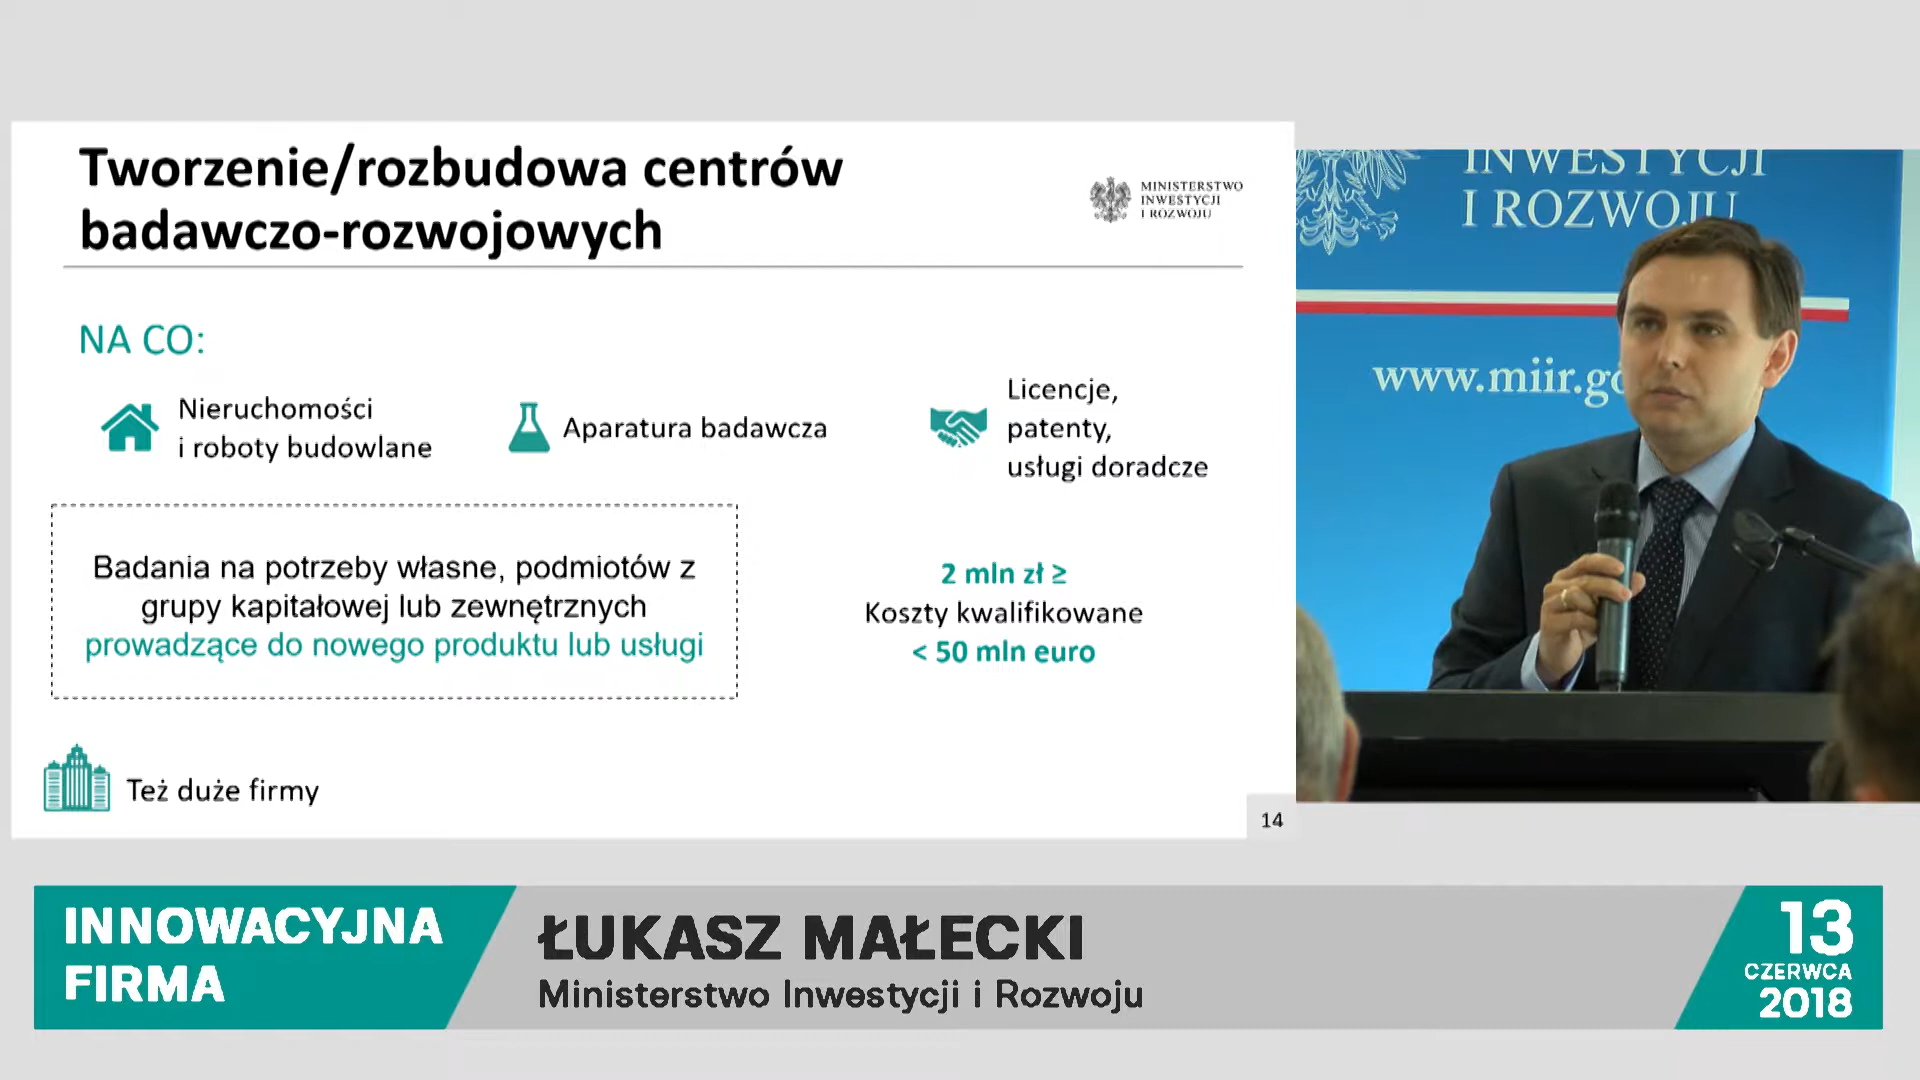 Tworzenie/rozbudowa centrów
badawczo-rozwojowych
MINISTERSTWO
INWESTYCJI
I ROZWOJU
NA CO:
Nieruchomości
i roboty budowlane
Aparatura badawcza
Licencje,
patenty,
usługi doradcze
Badania na potrzeby własne, podmiotów z
grupy kapitałowej lub zewnętrznych
prowadzące do nowego produktu lub usługi
2 mln zł ≥
Koszty kwalifikowane
< 50 mln euro
Też duże firmy
14
INWESTYCJI
I ROZWOJU
www.miir.go
INNOWACYJNA
FIRMA
ŁUKASZ MAŁECKI
Ministerstwo Inwestycji i Rozwoju
13
CZERWCA
2018